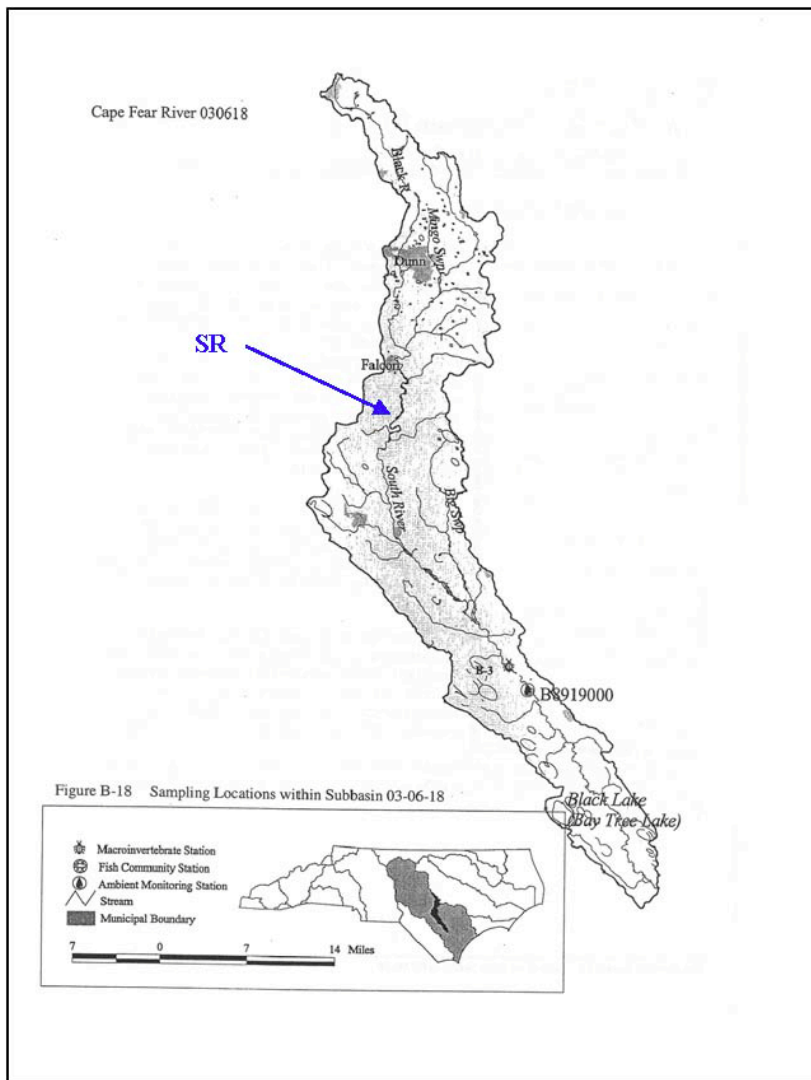 Cape Fear River 030618
Black R
Mingo Swp
Dunn
SR
Falcon
South River
Big Swp
B-3
B8919000
Figure B-18 Sampling Locations within Subbasin 03-06-18
Black Lake
(Bay Tree Lake)
Macroinvertebrate Station
Fish Community Station
Ambient Monitoring Station
Stream
Municipal Boundary
7 0 7 14 Miles